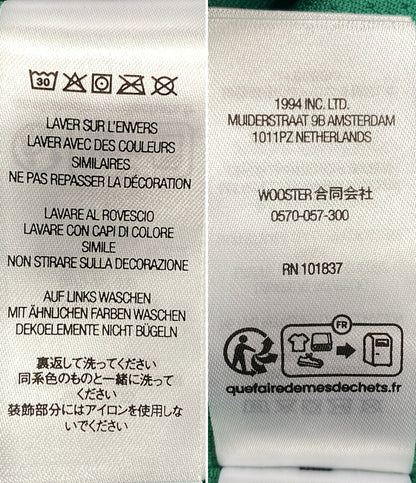 30
LAVER SUR L'ENVERS
LAVER AVEC DES COULEURS
SIMILAIRES
NE PAS REPASSER LA DÉCORATION
LAVARE AL ROVESCIO
LAVARE CON CAPI DI COLORE
SIMILE
NON STIRARE SULLA DECORAZIONE
AUF LINKS WASCHEN
MIT ÄHNLICHEN FARBEN WASCHEN
DEKOELEMENTE NICHT BÜGELN
裏返して洗ってください
同系色のものと一緒に洗って
ください
装飾部分にはアイロンを使用しな
いでください
1994 INC. LTD.
MUIDERSTRAAT 9B AMSTERDAM
1011PZ NETHERLANDS
WOOSTER 合同会社
0570-057-300
RN 101837
FR
quefairedemesdechets.fr